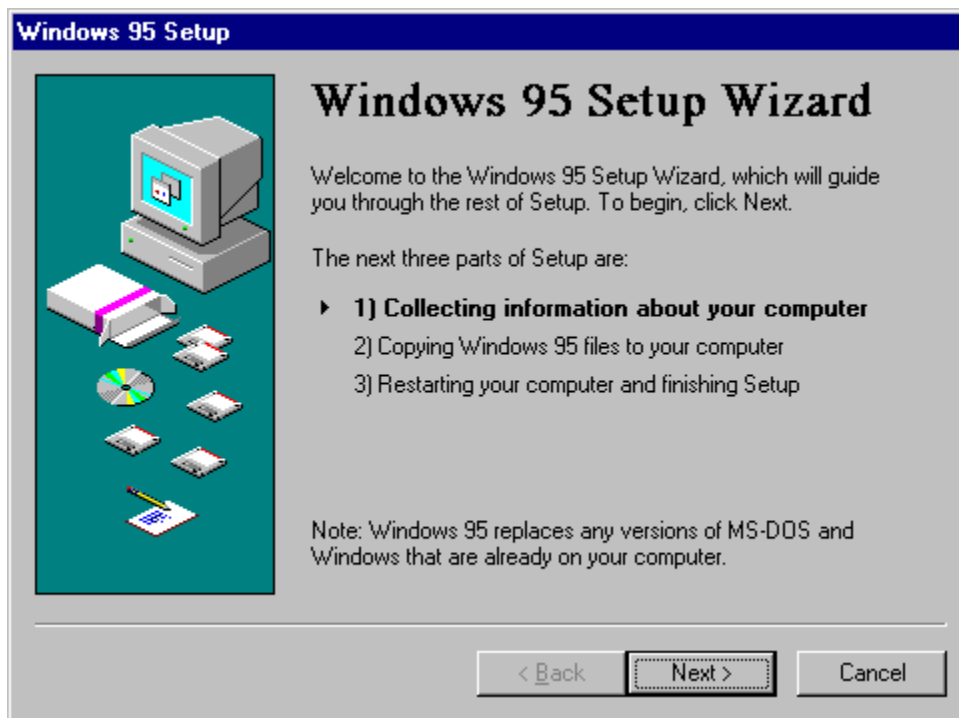 Windows 95 Setup
Windows 95 Setup Wizard
Welcome to the Windows 95 Setup Wizard, which will guide
you through the rest of Setup. To begin, click Next.
The next three parts of Setup are:
1) Collecting information about your computer
2) Copying Windows 95 files to your computer
3) Restarting your computer and finishing Setup
Note: Windows 95 replaces any versions of MS-DOS and
Windows that are already on your computer.
< Back
Next >
Cancel